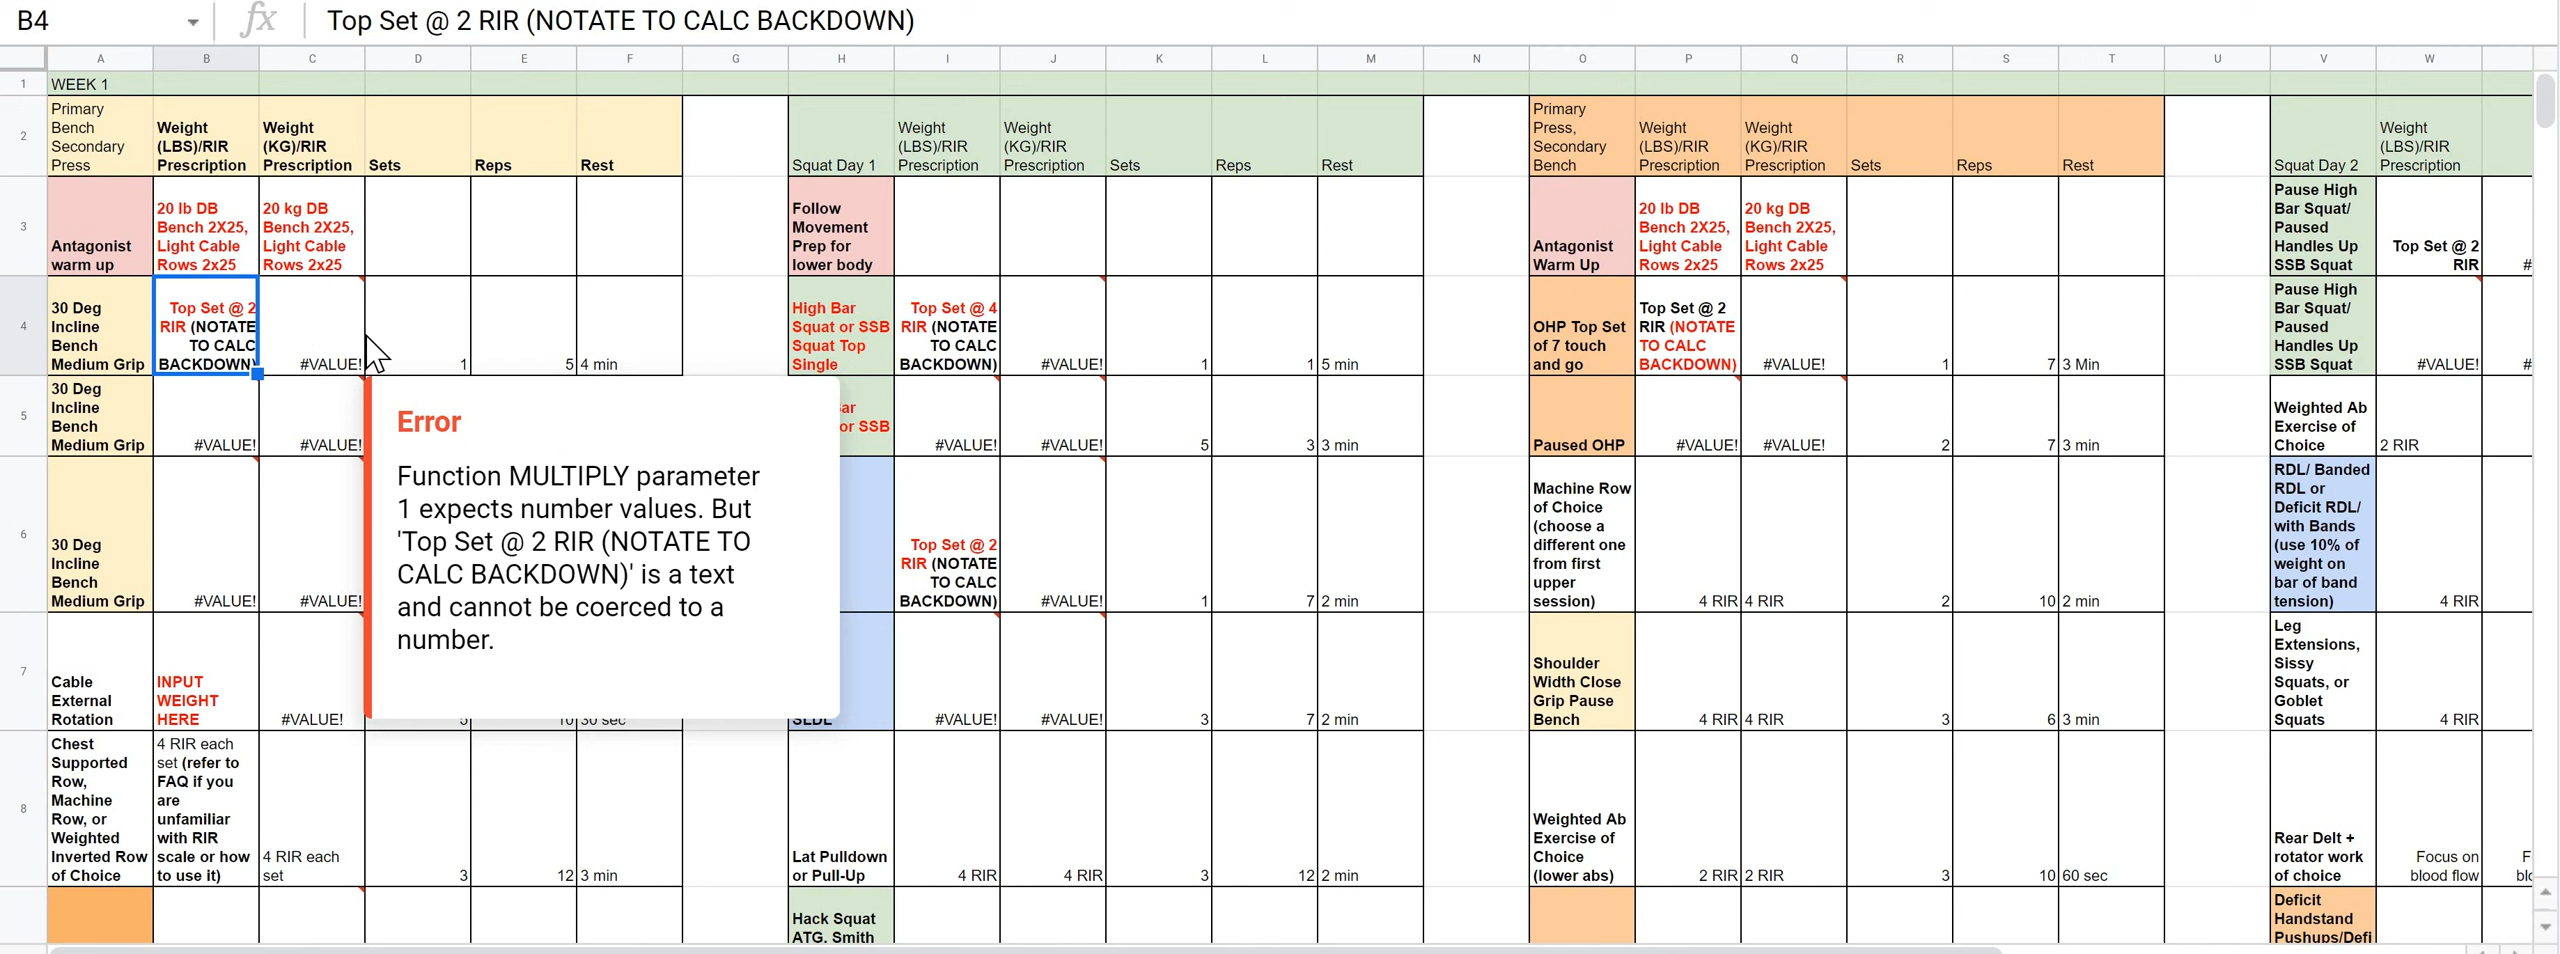 B4
fx
Top Set @ 2 RIR (NOTATE TO CALC BACKDOWN)
A B C D E F G H I J K L M N O P Q R S T U V W
1
WEEK 1
2
Primary
Bench
Secondary
Press
Weight
(LBS)/RIR
Prescription
Weight
(KG)/RIR
Prescription
Sets
Reps
Rest
Squat Day 1
Weight
(LBS)/RIR
Prescription
Weight
(KG)/RIR
Prescription
Sets
Reps
Rest
Primary
Press,
Secondary
Bench
Weight
(LBS)/RIR
Prescription
Weight
(KG)/RIR
Prescription
Sets
Reps
Rest
Squat Day 2
Weight
(LBS)/RIR
Prescription
3
Antagonist
warm up
20 lb DB
Bench 2X25,
Light Cable
Rows 2x25
20 kg DB
Bench 2X25,
Light Cable
Rows 2x25
Follow
Movement
Prep for
lower body
Antagonist
Warm Up
20 lb DB
Bench 2X25,
Light Cable
Rows 2x25
20 kg DB
Bench 2X25,
Light Cable
Rows 2x25
Pause High
Bar Squat/
Paused
Handles Up
SSB Squat
Top Set @ 2
RIR
#
4
30 Deg
Incline
Bench
Medium Grip
Top Set @ 2
RIR (NOTATE
TO CALC
BACKDOWN)
#VALUE!
1
5
4 min
High Bar
Squat or SSB
Squat Top
Single
Top Set @ 4
RIR (NOTATE
TO CALC
BACKDOWN)
#VALUE!
1
1
5 min
OHP Top Set
of 7 touch
and go
Top Set @ 2
RIR (NOTATE
TO CALC
BACKDOWN)
#VALUE!
1
7
3 Min
Pause High
Bar Squat/
Paused
Handles Up
SSB Squat
#VALUE!
#
5
30 Deg
Incline
Bench
Medium Grip
#VALUE!
#VALUE!
ar
or SSB
#VALUE!
#VALUE!
5
3
3 min
Paused OHP
#VALUE!
#VALUE!
2
7
3 min
Weighted Ab
Exercise of
Choice
2 RIR
Error
Function MULTIPLY parameter
1 expects number values. But
'Top Set @ 2 RIR (NOTATE TO
CALC BACKDOWN)' is a text
and cannot be coerced to a
number.
6
30 Deg
Incline
Bench
Medium Grip
#VALUE!
#VALUE!
Top Set @ 2
RIR (NOTATE
TO CALC
BACKDOWN)
#VALUE!
1
7
2 min
Machine Row
of Choice
(choose a
different one
from first
upper
session)
4 RIR
4 RIR
2
10
2 min
RDL/ Banded
RDL or
Deficit RDL/
with Bands
(use 10% of
weight on
bar of band
tension)
4 RIR
7
Cable
External
Rotation
INPUT
WEIGHT
HERE
#VALUE!
5
10
30 sec
SLDL
#VALUE!
#VALUE!
3
7
2 min
Shoulder
Width Close
Grip Pause
Bench
4 RIR
4 RIR
3
6
3 min
Leg
Extensions,
Sissy
Squats, or
Goblet
Squats
4 RIR
8
Chest
Supported
Row,
Machine
Row, or
Weighted
Inverted Row
of Choice
4 RIR each
set (refer to
FAQ if you
are
unfamiliar
with RIR
scale or how
to use it)
4 RIR each
set
3
12
3 min
Lat Pulldown
or Pull-Up
4 RIR
4 RIR
3
12
2 min
Weighted Ab
Exercise of
Choice
(lower abs)
2 RIR
2 RIR
3
10
60 sec
Rear Delt +
rotator work
of choice
Focus on
blood flow
F
blo
Hack Squat
ATG, Smith
Deficit
Handstand
Pushups/Defi